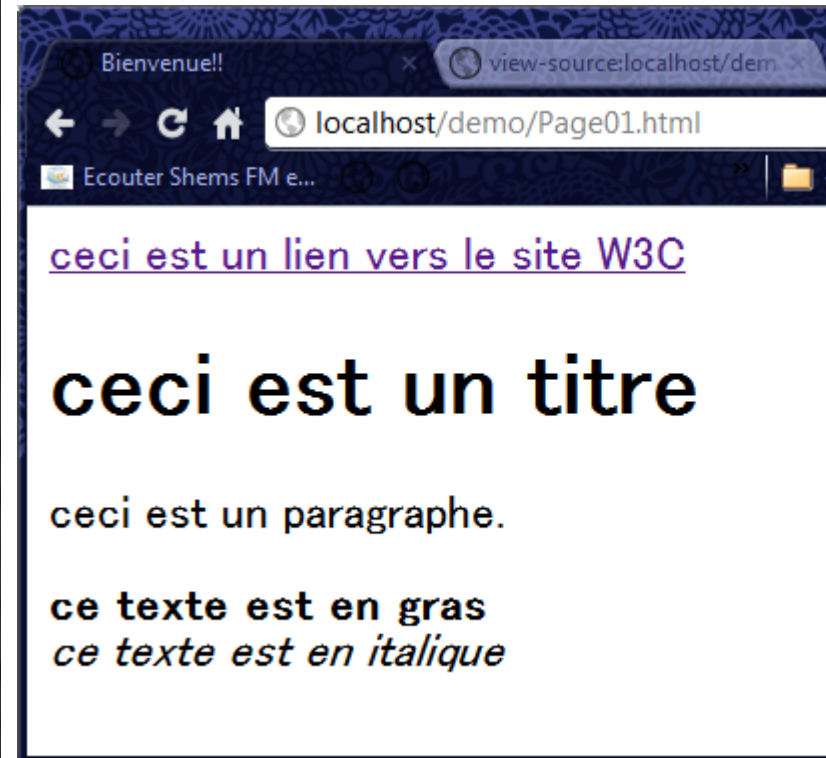 Bienvenue!!
view-source:localhost/dem
localhost/demo/Page01.html
Ecouter Shems FM e...
»
ceci est un lien vers le site W3C
ceci est un titre
ceci est un paragraphe.
ce texte est en gras
ce texte est en italique